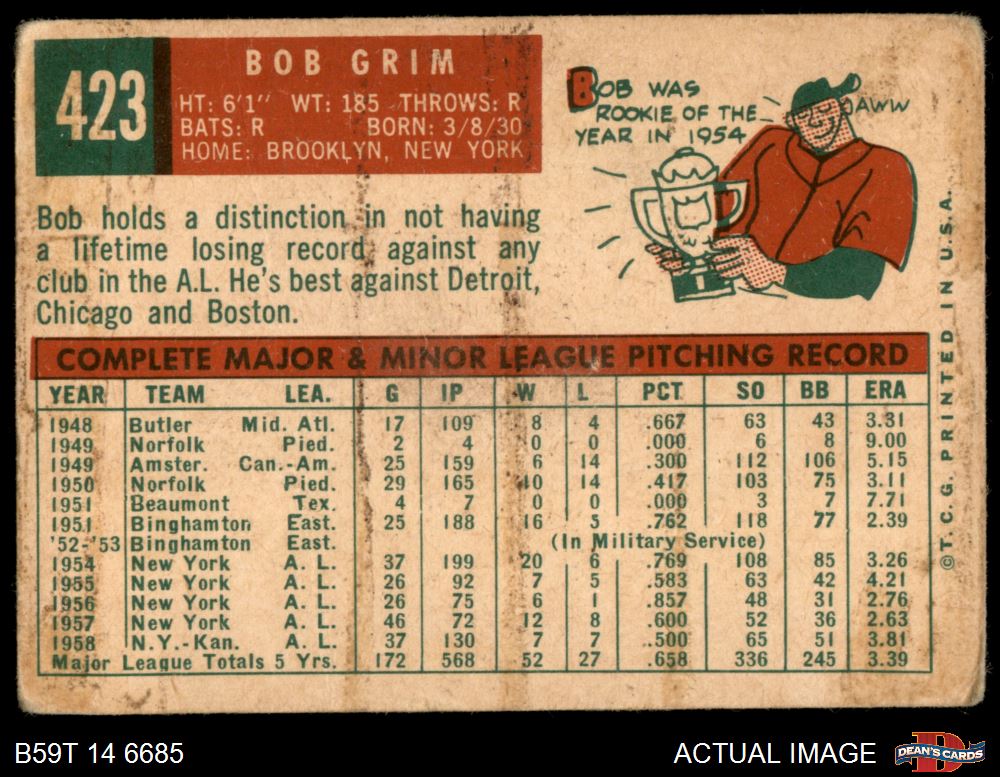 423
BOB GRIM
HT: 6'1" WT: 185 THROWS: R
BATS: R BORN: 3/8/30
HOME: BROOKLYN, NEW YORK
BOB WAS
ROOKIE OF THE
YEAR IN 1954
AWW
Bob holds a distinction in not having
a lifetime losing record against any
club in the A.L. He's best against Detroit,
Chicago and Boston.
COMPLETE MAJOR & MINOR LEAGUE PITCHING RECORD
YEAR TEAM LEA. G IP W L PCT. SO BB ERA
1948 Butler Mid. Atl. 17 109 8 4 .667 63 43 3.31
1949 Norfolk Pied. 2 4 0 0 .000 6 8 9.00
1949 Amster. Can.-Am. 25 159 6 14 .300 112 106 5.15
1950 Norfolk Pied. 29 165 10 14 .417 103 75 3.11
1951 Beaumont Tex. 4 7 0 0 .000 3 7 7.71
1951 Binghamton East. 25 188 16 5 .762 118 77 2.39
'52-'53 Binghamton East. (In Military Service)
1954 New York A. L. 37 199 20 6 .769 108 85 3.26
1955 New York A. L. 26 92 7 5 .583 63 42 4.21
1956 New York A. L. 26 75 6 1 .857 48 31 2.76
1957 New York A. L. 46 72 12 8 .600 52 36 2.63
1958 N.Y.-Kan. A. L. 37 130 7 7 .500 65 51 3.81
Major League Totals 5 Yrs. 172 568 52 27 .658 336 245 3.39
©T. C. G. PRINTED IN U.S.A.
B59T 14 6685
ACTUAL IMAGE
D
DEAN'S CARDS